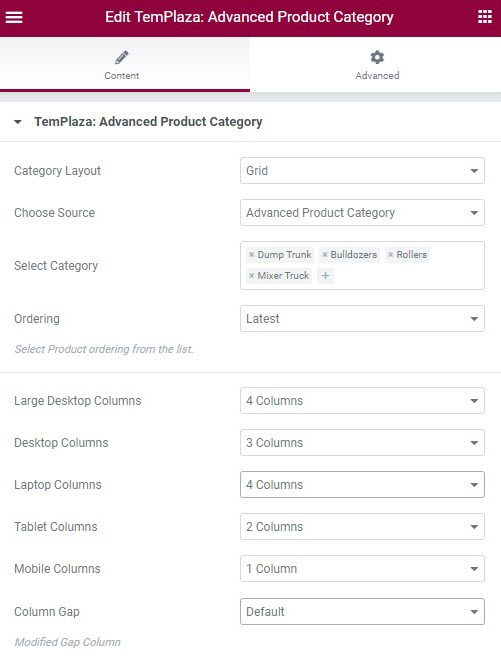 Edit TemPlaza: Advanced Product Category
Content
Advanced
TemPlaza: Advanced Product Category
Category Layout
Grid
Choose Source
Advanced Product Category
Select Category
× Dump Trunk × Bulldozers × Rollers
× Mixer Truck +
Ordering
Latest
Select Product ordering from the list.
Large Desktop Columns
4 Columns
Desktop Columns
3 Columns
Laptop Columns
4 Columns
Tablet Columns
2 Columns
Mobile Columns
1 Column
Column Gap
Default
Modified Gap Column